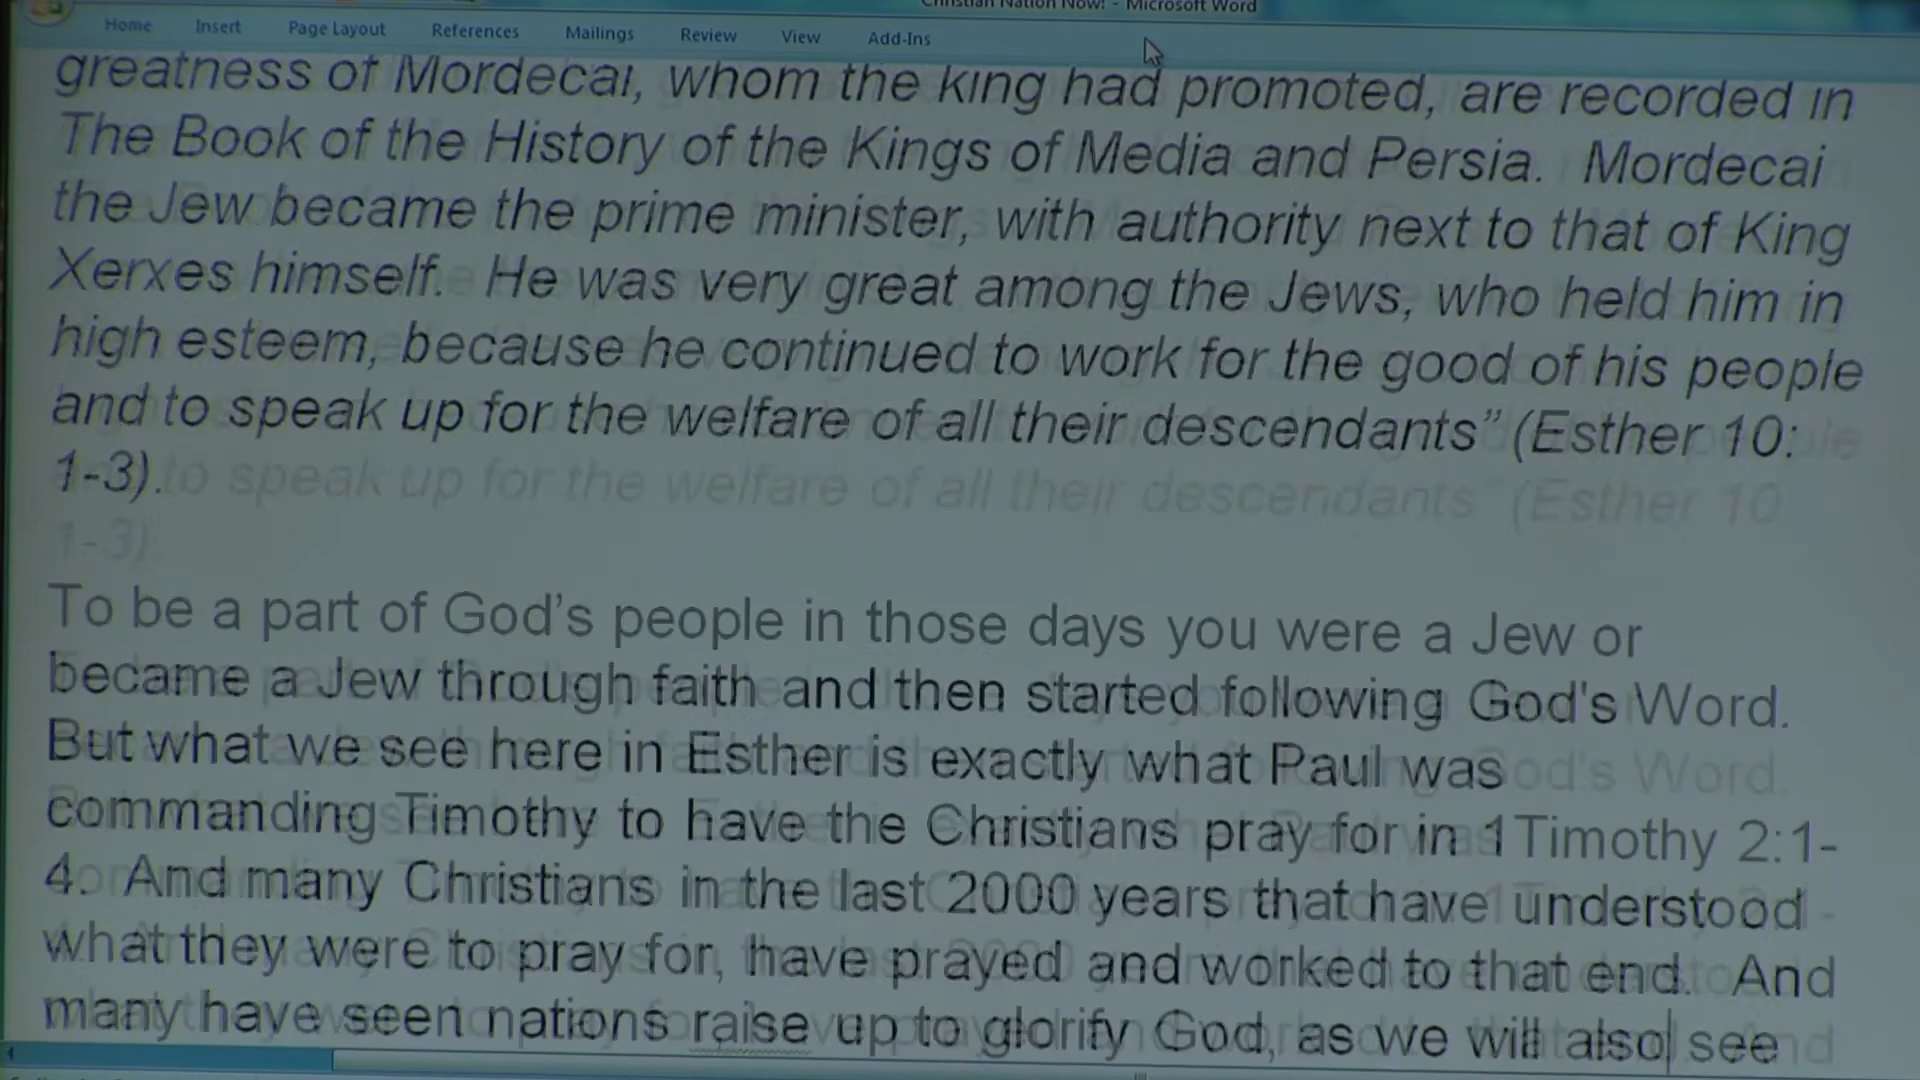 Christian Nation Now! - Microsoft Word
Home Insert Page Layout References Mailings Review View Add-Ins
greatness of Mordecai, whom the king had promoted, are recorded in
The Book of the History of the Kings of Media and Persia. Mordecai
the Jew became the prime minister, with authority next to that of King
Xerxes himself. He was very great among the Jews, who held him in
high esteem, because he continued to work for the good of his people
and to speak up for the welfare of all their descendants” (Esther 10:
1-3).
To be a part of God’s people in those days you were a Jew or
became a Jew through faith and then started following God's Word.
But what we see here in Esther is exactly what Paul was
commanding Timothy to have the Christians pray for in 1Timothy 2:1-
4. And many Christians in the last 2000 years that have understood
what they were to pray for, have prayed and worked to that end. And
many have seen nations raise up to glorify God, as we will also see